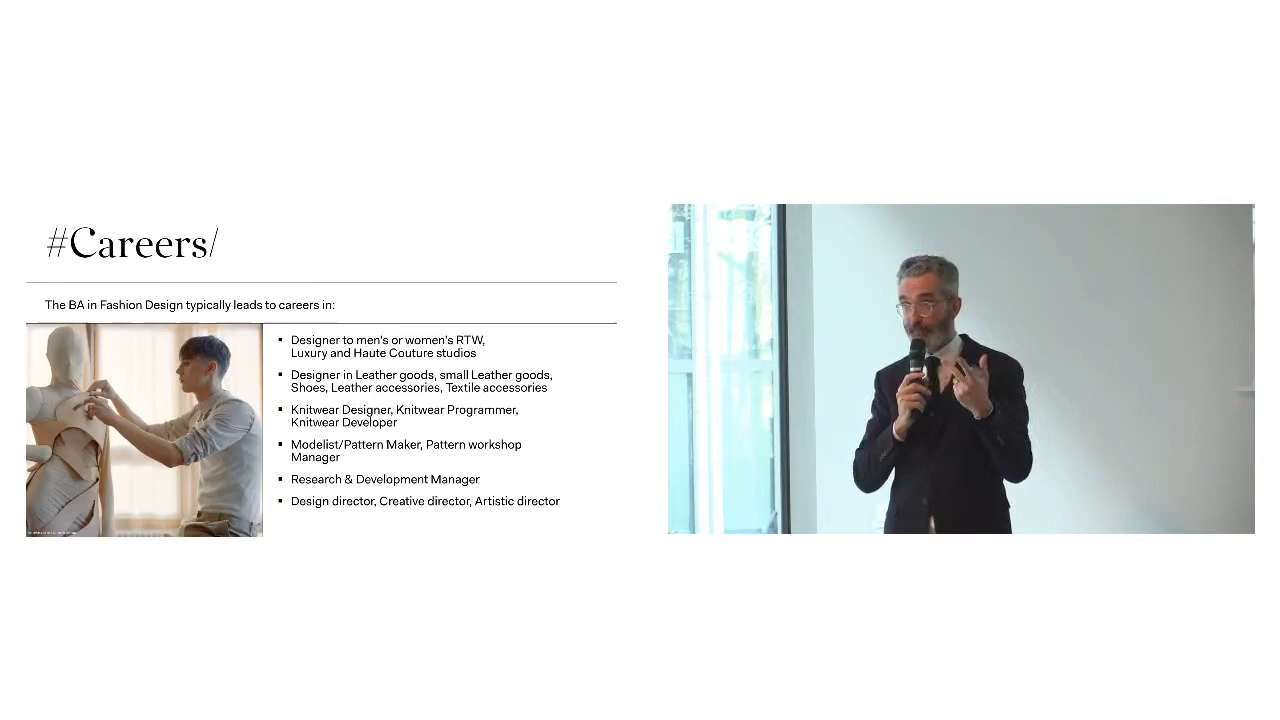 #Careers/
The BA in Fashion Design typically leads to careers in:
▪ Designer to men's or women's RTW,
Luxury and Haute Couture studios
▪ Designer in Leather goods, small Leather goods,
Shoes, Leather accessories, Textile accessories
▪ Knitwear Designer, Knitwear Programmer,
Knitwear Developer
▪ Modelist/Pattern Maker, Pattern workshop
Manager
▪ Research & Development Manager
▪ Design director, Creative director, Artistic director